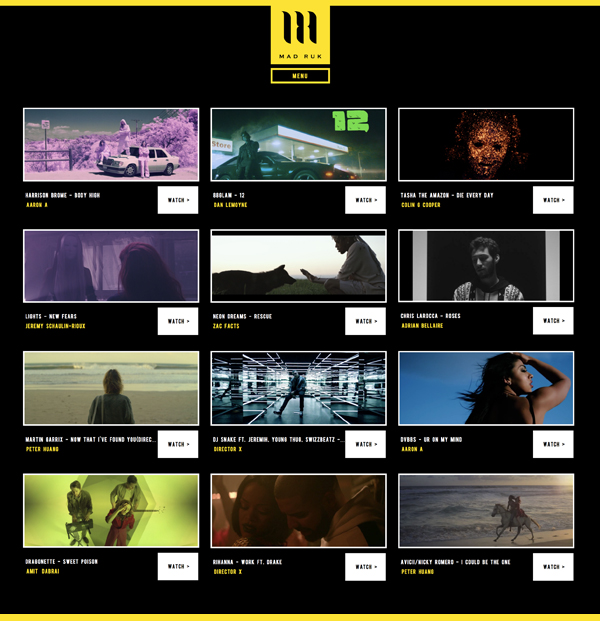 MAD RUK
MENU
12
Store
HARRISON BROME - BODY HIGH
AARON A
WATCH >
88GLAM - 12
DAN LEMOYNE
WATCH >
TASHA THE AMAZON - DIE EVERY DAY
COLIN G COOPER
WATCH >
LIGHTS - NEW FEARS
JEREMY SCHAULIN-RIOUX
WATCH >
NEON DREAMS - RESCUE
ZAC FACTS
WATCH >
CHRIS LAROCCA - ROSES
ADRIAN BELLAIRE
WATCH >
MARTIN GARRIX - NOW THAT I'VE FOUND YOU(DIREC...
PETER HUANG
WATCH >
DJ SNAKE FT. JEREMIH, YOUNG THUG, SWIZZBEATZ -...
DIRECTOR X
WATCH >
DVBBS - UR ON MY MIND
AARON A
WATCH >
DRAGONETTE - SWEET POISON
AMIT DABRAI
WATCH >
RIHANNA - WORK FT. DRAKE
DIRECTOR X
WATCH >
AVICII/NICKY ROMERO - I COULD BE THE ONE
PETER HUANG
WATCH >